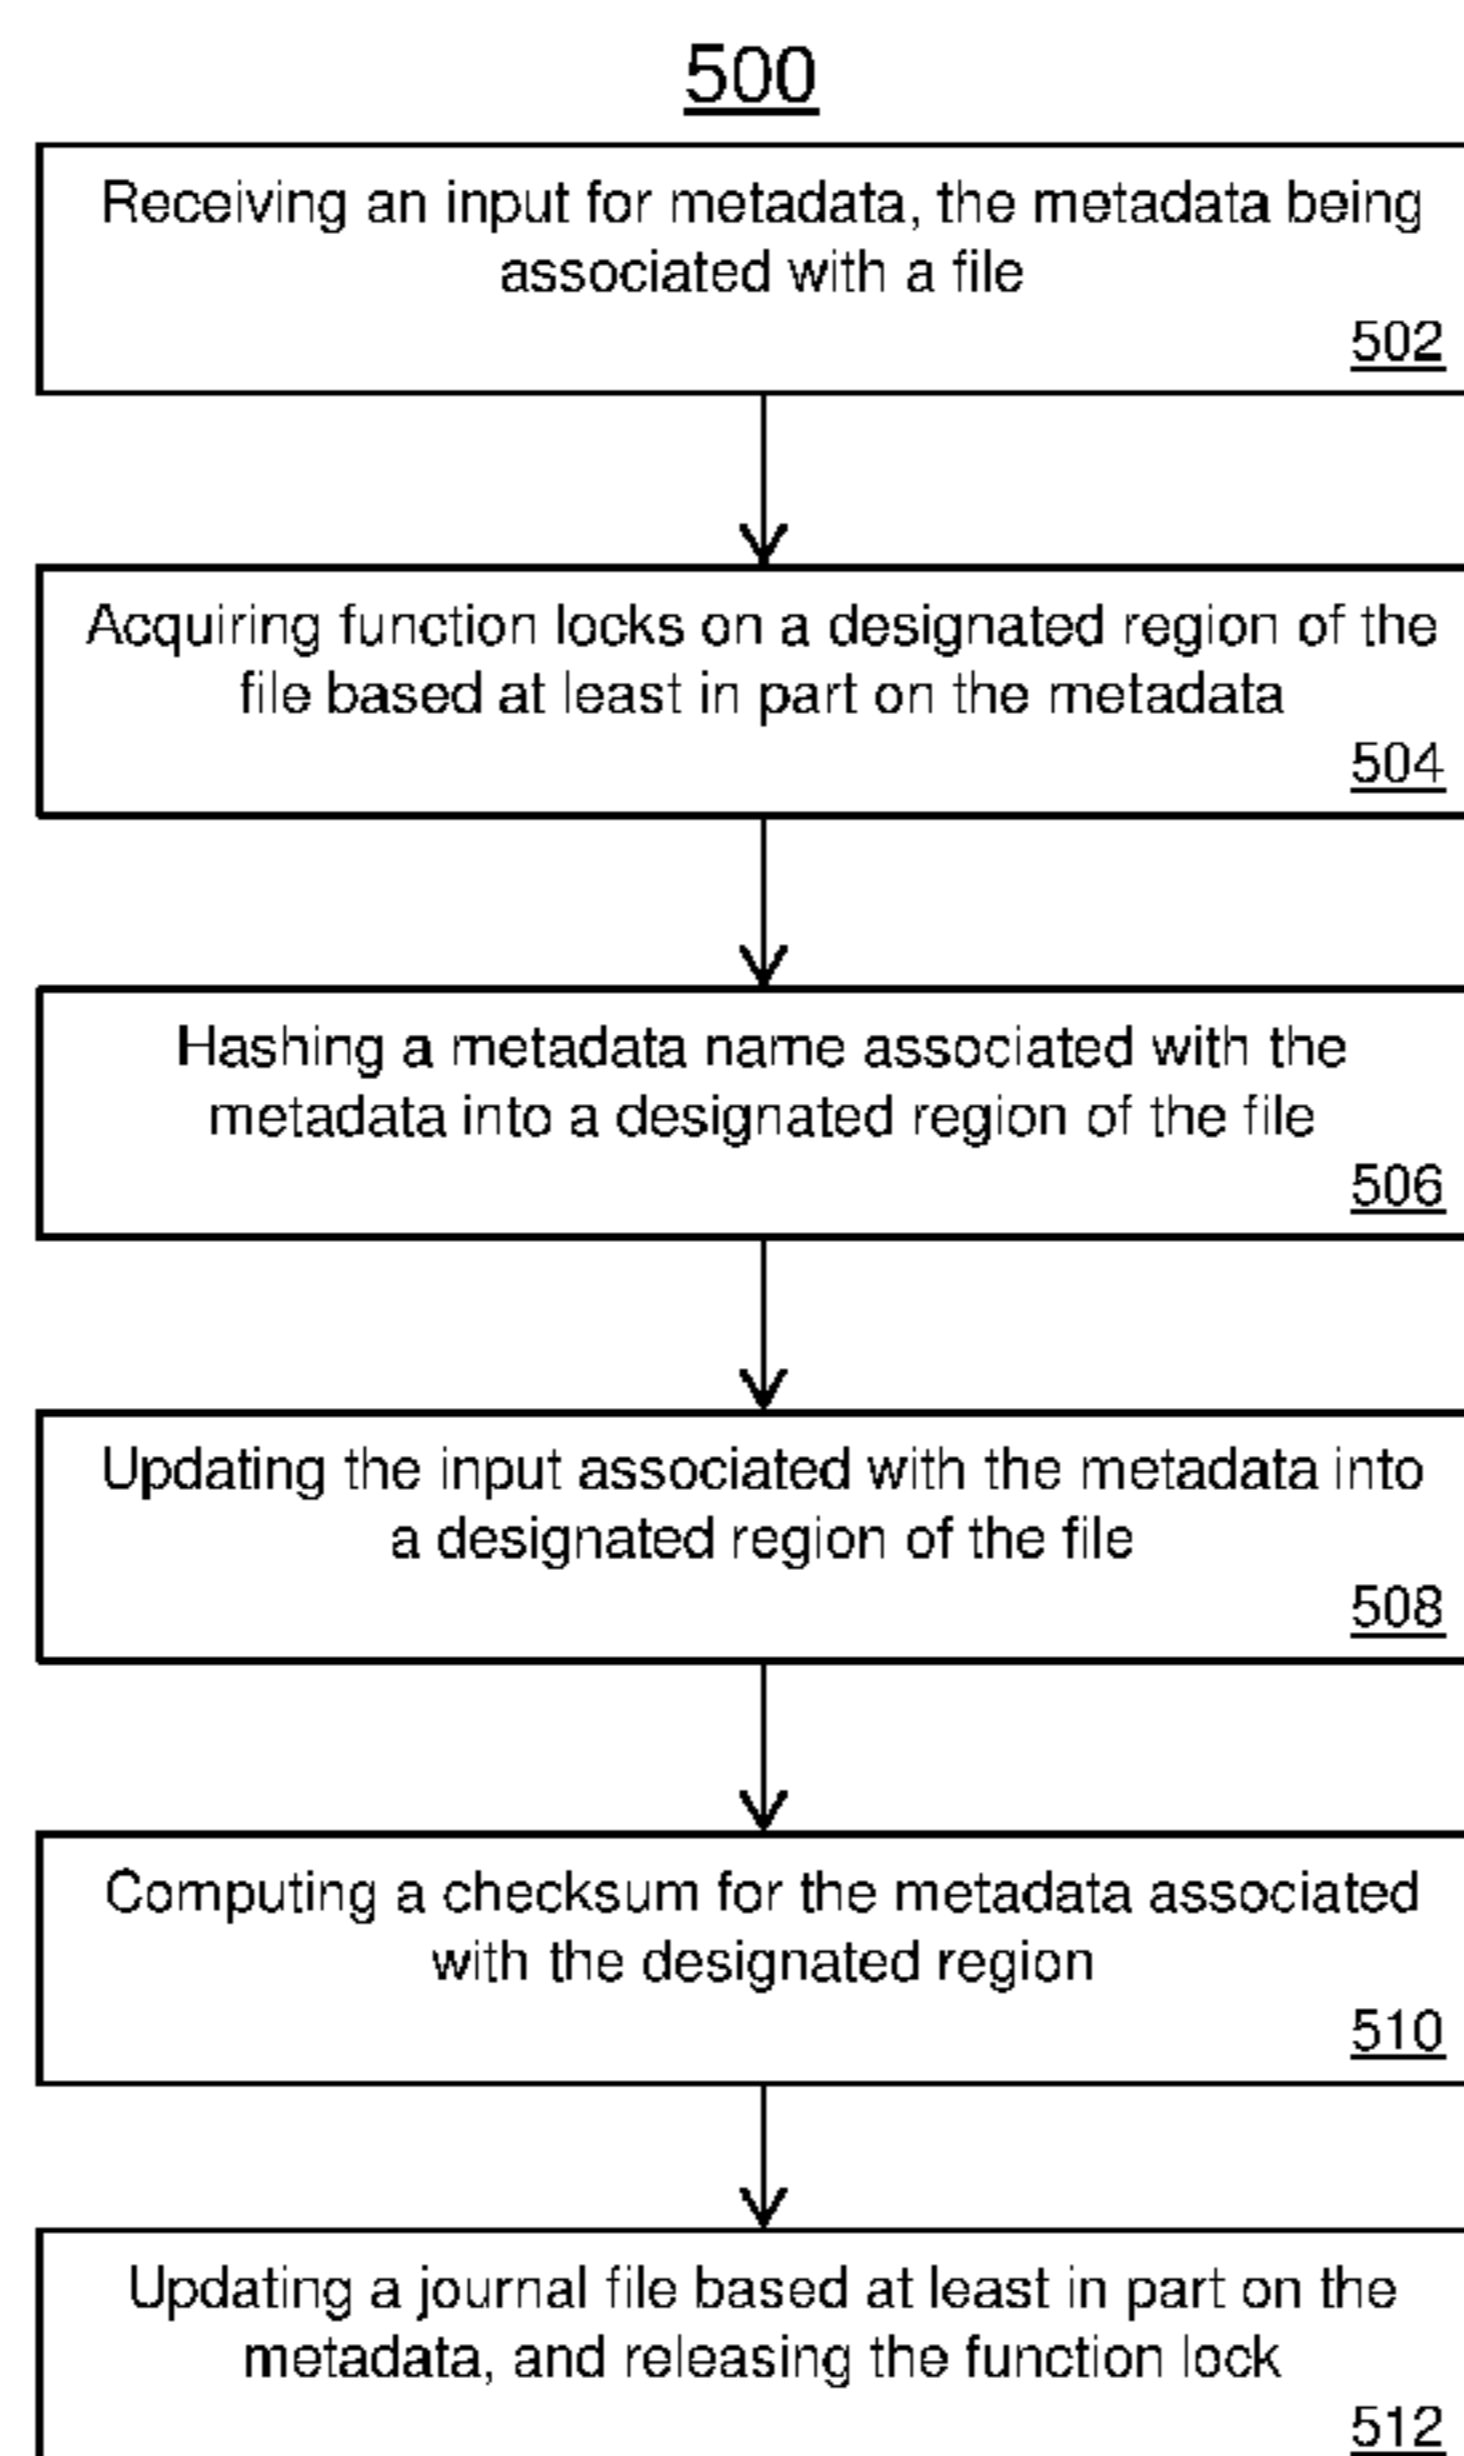 500
Receiving an input for metadata, the metadata being
associated with a file
502
Acquiring function locks on a designated region of the
file based at least in part on the metadata
504
Hashing a metadata name associated with the
metadata into a designated region of the file
506
Updating the input associated with the metadata into
a designated region of the file
508
Computing a checksum for the metadata associated
with the designated region
510
Updating a journal file based at least in part on the
metadata, and releasing the function lock
512